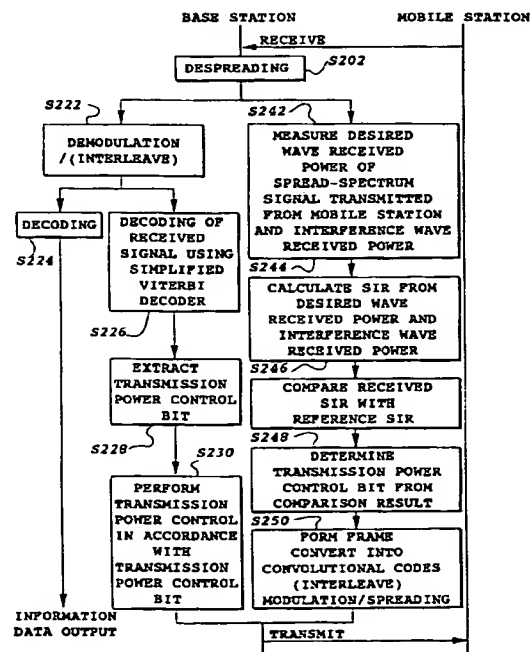 BASE STATION
MOBILE STATION
RECEIVE
DESPREADING
S202
S222
DEMODULATION
/(INTERLEAVE)
DECODING
S224
DECODING OF
RECEIVED
SIGNAL USING
SIMPLIFIED
VITERBI
DECODER
S226
EXTRACT
TRANSMISSION
POWER CONTROL
BIT
S228
S230
PERFORM
TRANSMISSION
POWER CONTROL
IN ACCORDANCE
WITH
TRANSMISSION
POWER CONTROL
BIT
INFORMATION
DATA OUTPUT
S242
MEASURE DESIRED
WAVE RECEIVED
POWER OF
SPREAD-SPECTRUM
SIGNAL TRANSMITTED
FROM MOBILE STATION
AND INTERFERENCE WAVE
RECEIVED POWER
S244
CALCULATE SIR FROM
DESIRED WAVE
RECEIVED POWER AND
INTERFERENCE WAVE
RECEIVED POWER
S246
COMPARE RECEIVED
SIR WITH
REFERENCE SIR
S248
DETERMINE
TRANSMISSION POWER
CONTROL BIT FROM
COMPARISON RESULT
S250
FORM FRAME
CONVERT INTO
CONVOLUTIONAL CODES
(INTERLEAVE)
MODULATION/SPREADING
TRANSMIT